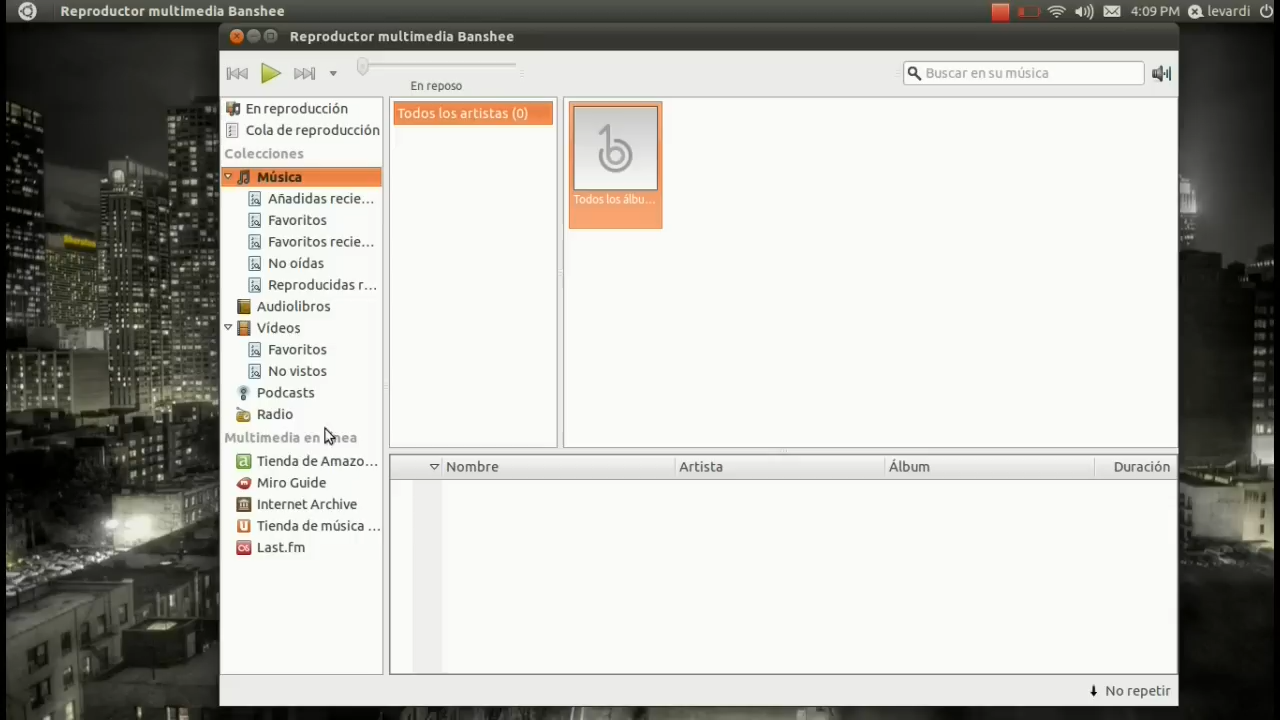 Reproductor multimedia Banshee
4:09 PM
levardi
Reproductor multimedia Banshee
En reposo
Buscar en su música
En reproducción
Cola de reproducción
Colecciones
Música
Añadidas recie...
Favoritos
Favoritos recie...
No oídas
Reproducidas r...
Audiolibros
Vídeos
Favoritos
No vistos
Podcasts
Radio
Multimedia en
Tienda de Amazo...
Miro Guide
Internet Archive
Tienda de música ...
Last.fm
Todos los artistas (0)
Todos los álbu...
Nombre
Artista
Álbum
Duración
No repetir